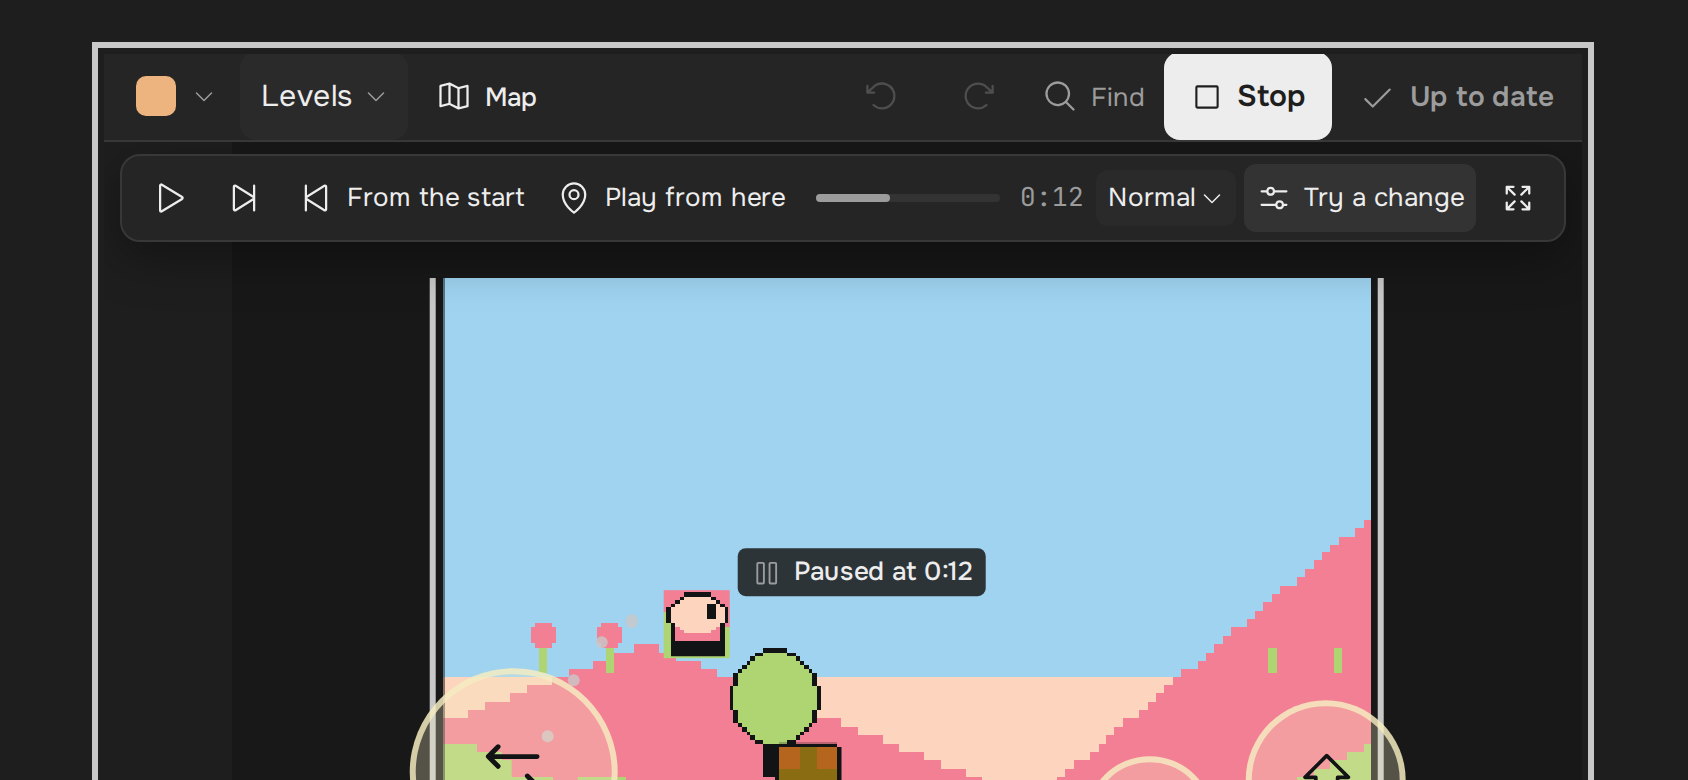 Levels Map Find Stop Up to date
From the start Play from here 0:12 Normal Try a change
Paused at 0:12